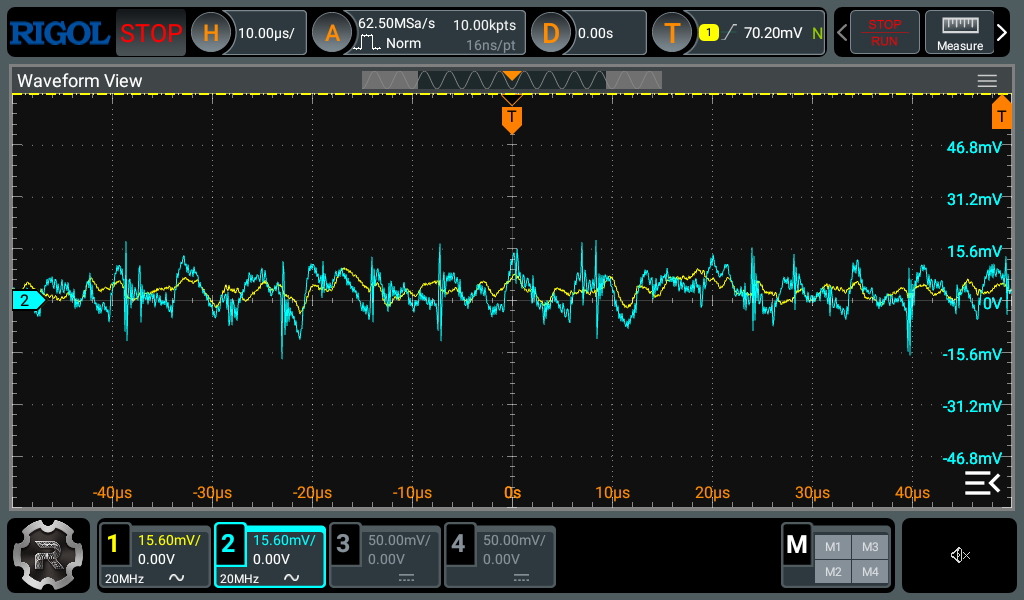 RIGOL STOP H 10.00µs/ A 62.50MSa/s 10.00kpts D 0.00s T 1 70.20mV N STOP
Norm 16ns/pt RUN Measure
Waveform View
T T
46.8mV
31.2mV
15.6mV
2 0V
-15.6mV
-31.2mV
-46.8mV
-40µs -30µs -20µs -10µs 0s 10µs 20µs 30µs 40µs
1 15.60mV/ 2 15.60mV/ 3 50.00mV/ 4 50.00mV/ M M1 M3
0.00V 0.00V 0.00V 0.00V M2 M4
20MHz 20MHz
R